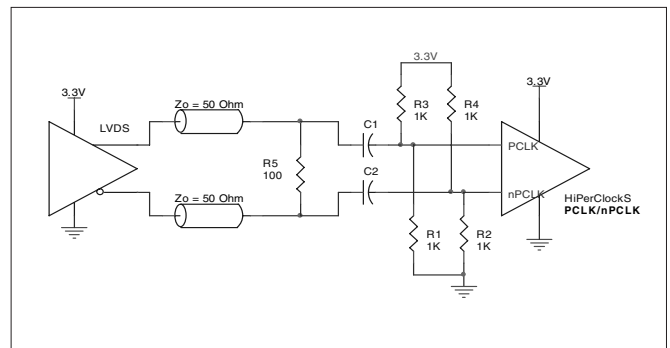 3.3V
3.3V
3.3V
Zo = 50 Ohm
LVDS
R3
1K
R4
1K
C1
PCLK
R5
100
C2
Zo = 50 Ohm
nPCLK
HiPerClockS
PCLK/nPCLK
R1
1K
R2
1K